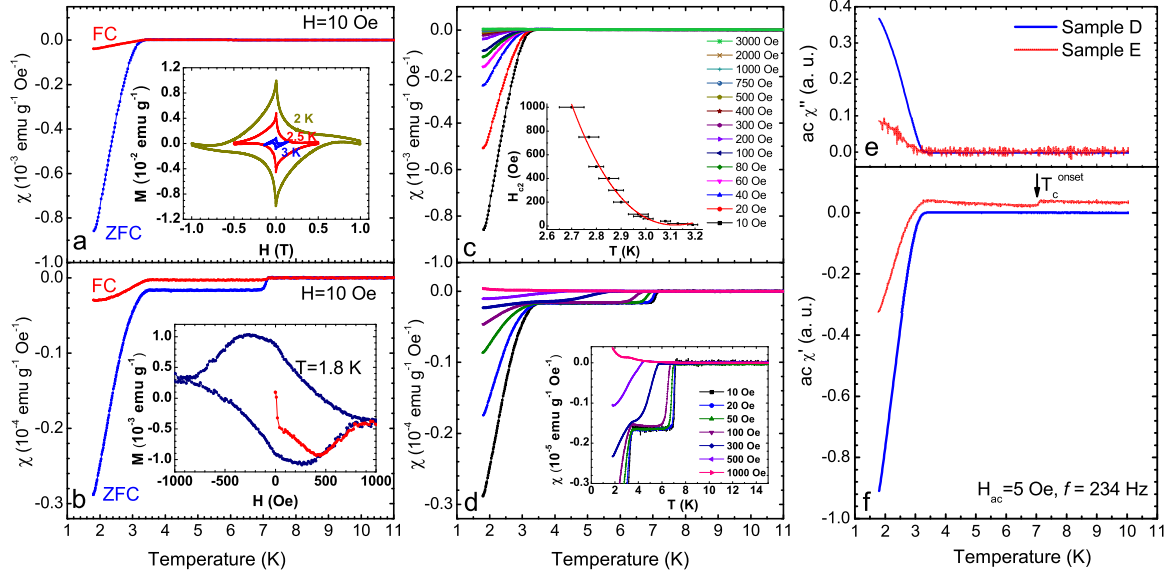 a
H=10 Oe
FC
ZFC
χ (10⁻³ emu g⁻¹ Oe⁻¹)
0.0
-0.2
-0.4
-0.6
-0.8
-1.0
M (10⁻² emu g⁻¹)
1.2
0.8
0.4
0.0
-0.4
-0.8
-1.2
2 K
2.5 K
3 K
-1.0 -0.5 0.0 0.5 1.0
H (T)
b
H=10 Oe
FC
ZFC
χ (10⁻⁴ emu g⁻¹ Oe⁻¹)
0.0
-0.1
-0.2
-0.3
M (10⁻³ emu g⁻¹)
1.0
0.5
0.0
-0.5
-1.0
T=1.8 K
-1000 -500 0 500 1000
H (Oe)
1 2 3 4 5 6 7 8 9 10 11
Temperature (K)
c
χ (10⁻³ emu g⁻¹ Oe⁻¹)
0.0
-0.2
-0.4
-0.6
-0.8
-1.0
3000 Oe
2000 Oe
1000 Oe
750 Oe
500 Oe
400 Oe
300 Oe
200 Oe
100 Oe
80 Oe
60 Oe
40 Oe
20 Oe
10 Oe
H_c2 (Oe)
1000
800
600
400
200
0
2.6 2.7 2.8 2.9 3.0 3.1 3.2
T (K)
d
χ (10⁻⁴ emu g⁻¹ Oe⁻¹)
0.0
-0.1
-0.2
-0.3
χ (10⁻⁵ emu g⁻¹ Oe⁻¹)
0.0
-0.1
-0.2
-0.3
10 Oe
20 Oe
50 Oe
100 Oe
300 Oe
500 Oe
1000 Oe
0 2 4 6 8 10 12 14
T (K)
1 2 3 4 5 6 7 8 9 10 11
Temperature (K)
e
ac χ'' (a. u.)
0.4
0.3
0.2
0.1
0.0
Sample D
Sample E
f
ac χ' (a. u.)
0.0
-0.2
-0.4
-0.6
-0.8
-1.0
T_c^onset
H_ac=5 Oe, f = 234 Hz
1 2 3 4 5 6 7 8 9 10 11
Temperature (K)